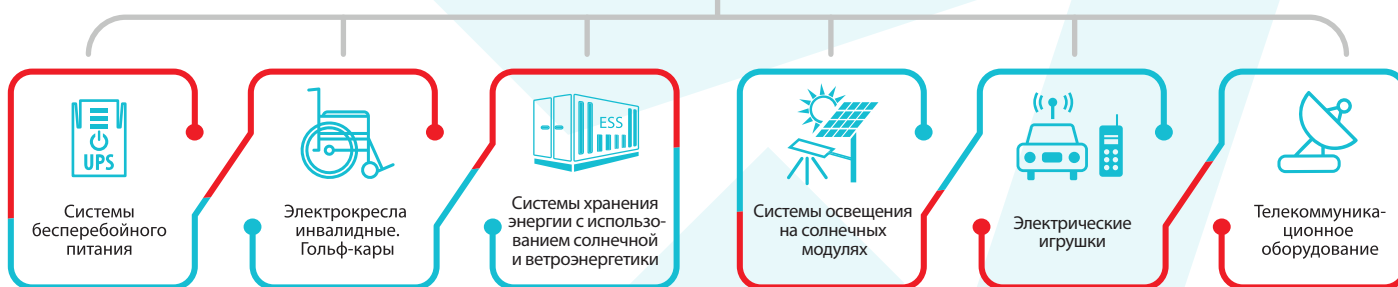 UPS
Системы
бесперебойного
питания
Электрокресла
инвалидные.
Гольф-кары
ESS
Системы хранения
энергии с использо-
ванием солнечной
и ветроэнергетики
Системы освещения
на солнечных
модулях
Электрические
игрушки
Телекоммуника-
ционное
оборудование